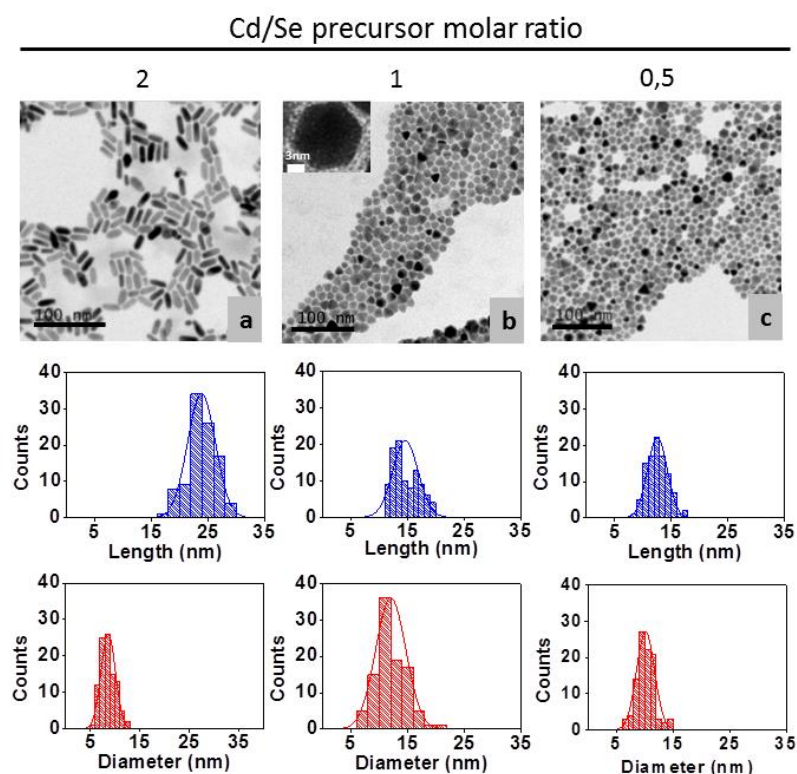 Cd/Se precursor molar ratio
2 1 0,5
3nm
100 nm a
100 nm b
100 nm c
40 40 40
30 30 30
20 20 20
10 10 10
0 0 0
Counts Counts Counts
5 15 25 35 5 15 25 35 5 15 25 35
Length (nm) Length (nm) Length (nm)
40 40 40
30 30 30
20 20 20
10 10 10
0 0 0
Counts Counts Counts
5 15 25 35 5 15 25 35 5 15 25 35
Diameter (nm) Diameter (nm) Diameter (nm)